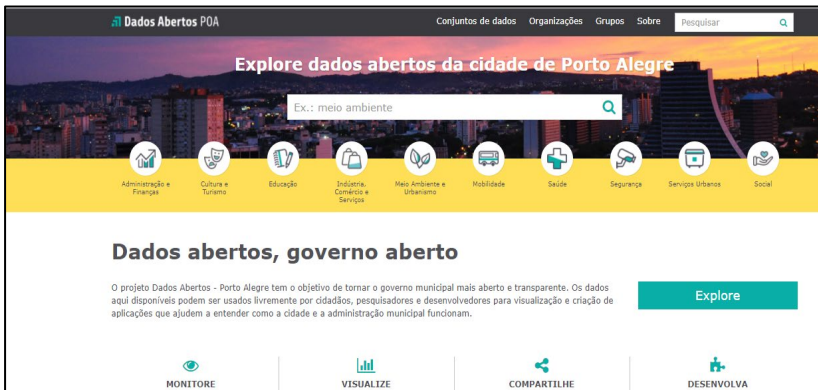 Dados Abertos POA
Conjuntos de dados Organizações Grupos Sobre Pesquisar
Explore dados abertos da cidade de Porto Alegre
Ex.: meio ambiente
Administração e
Finanças
Cultura e
Turismo
Educação
Indústria,
Comércio e
Serviços
Meio Ambiente e
Urbanismo
Mobilidade
Saúde
Segurança
Serviços Urbanos
Social
Dados abertos, governo aberto
O projeto Dados Abertos - Porto Alegre tem o objetivo de tornar o governo municipal mais aberto e transparente. Os dados
aqui disponíveis podem ser usados livremente por cidadãos, pesquisadores e desenvolvedores para visualização e criação de
aplicações que ajudem a entender como a cidade e a administração municipal funcionam.
Explore
MONITORE
VISUALIZE
COMPARTILHE
DESENVOLVA